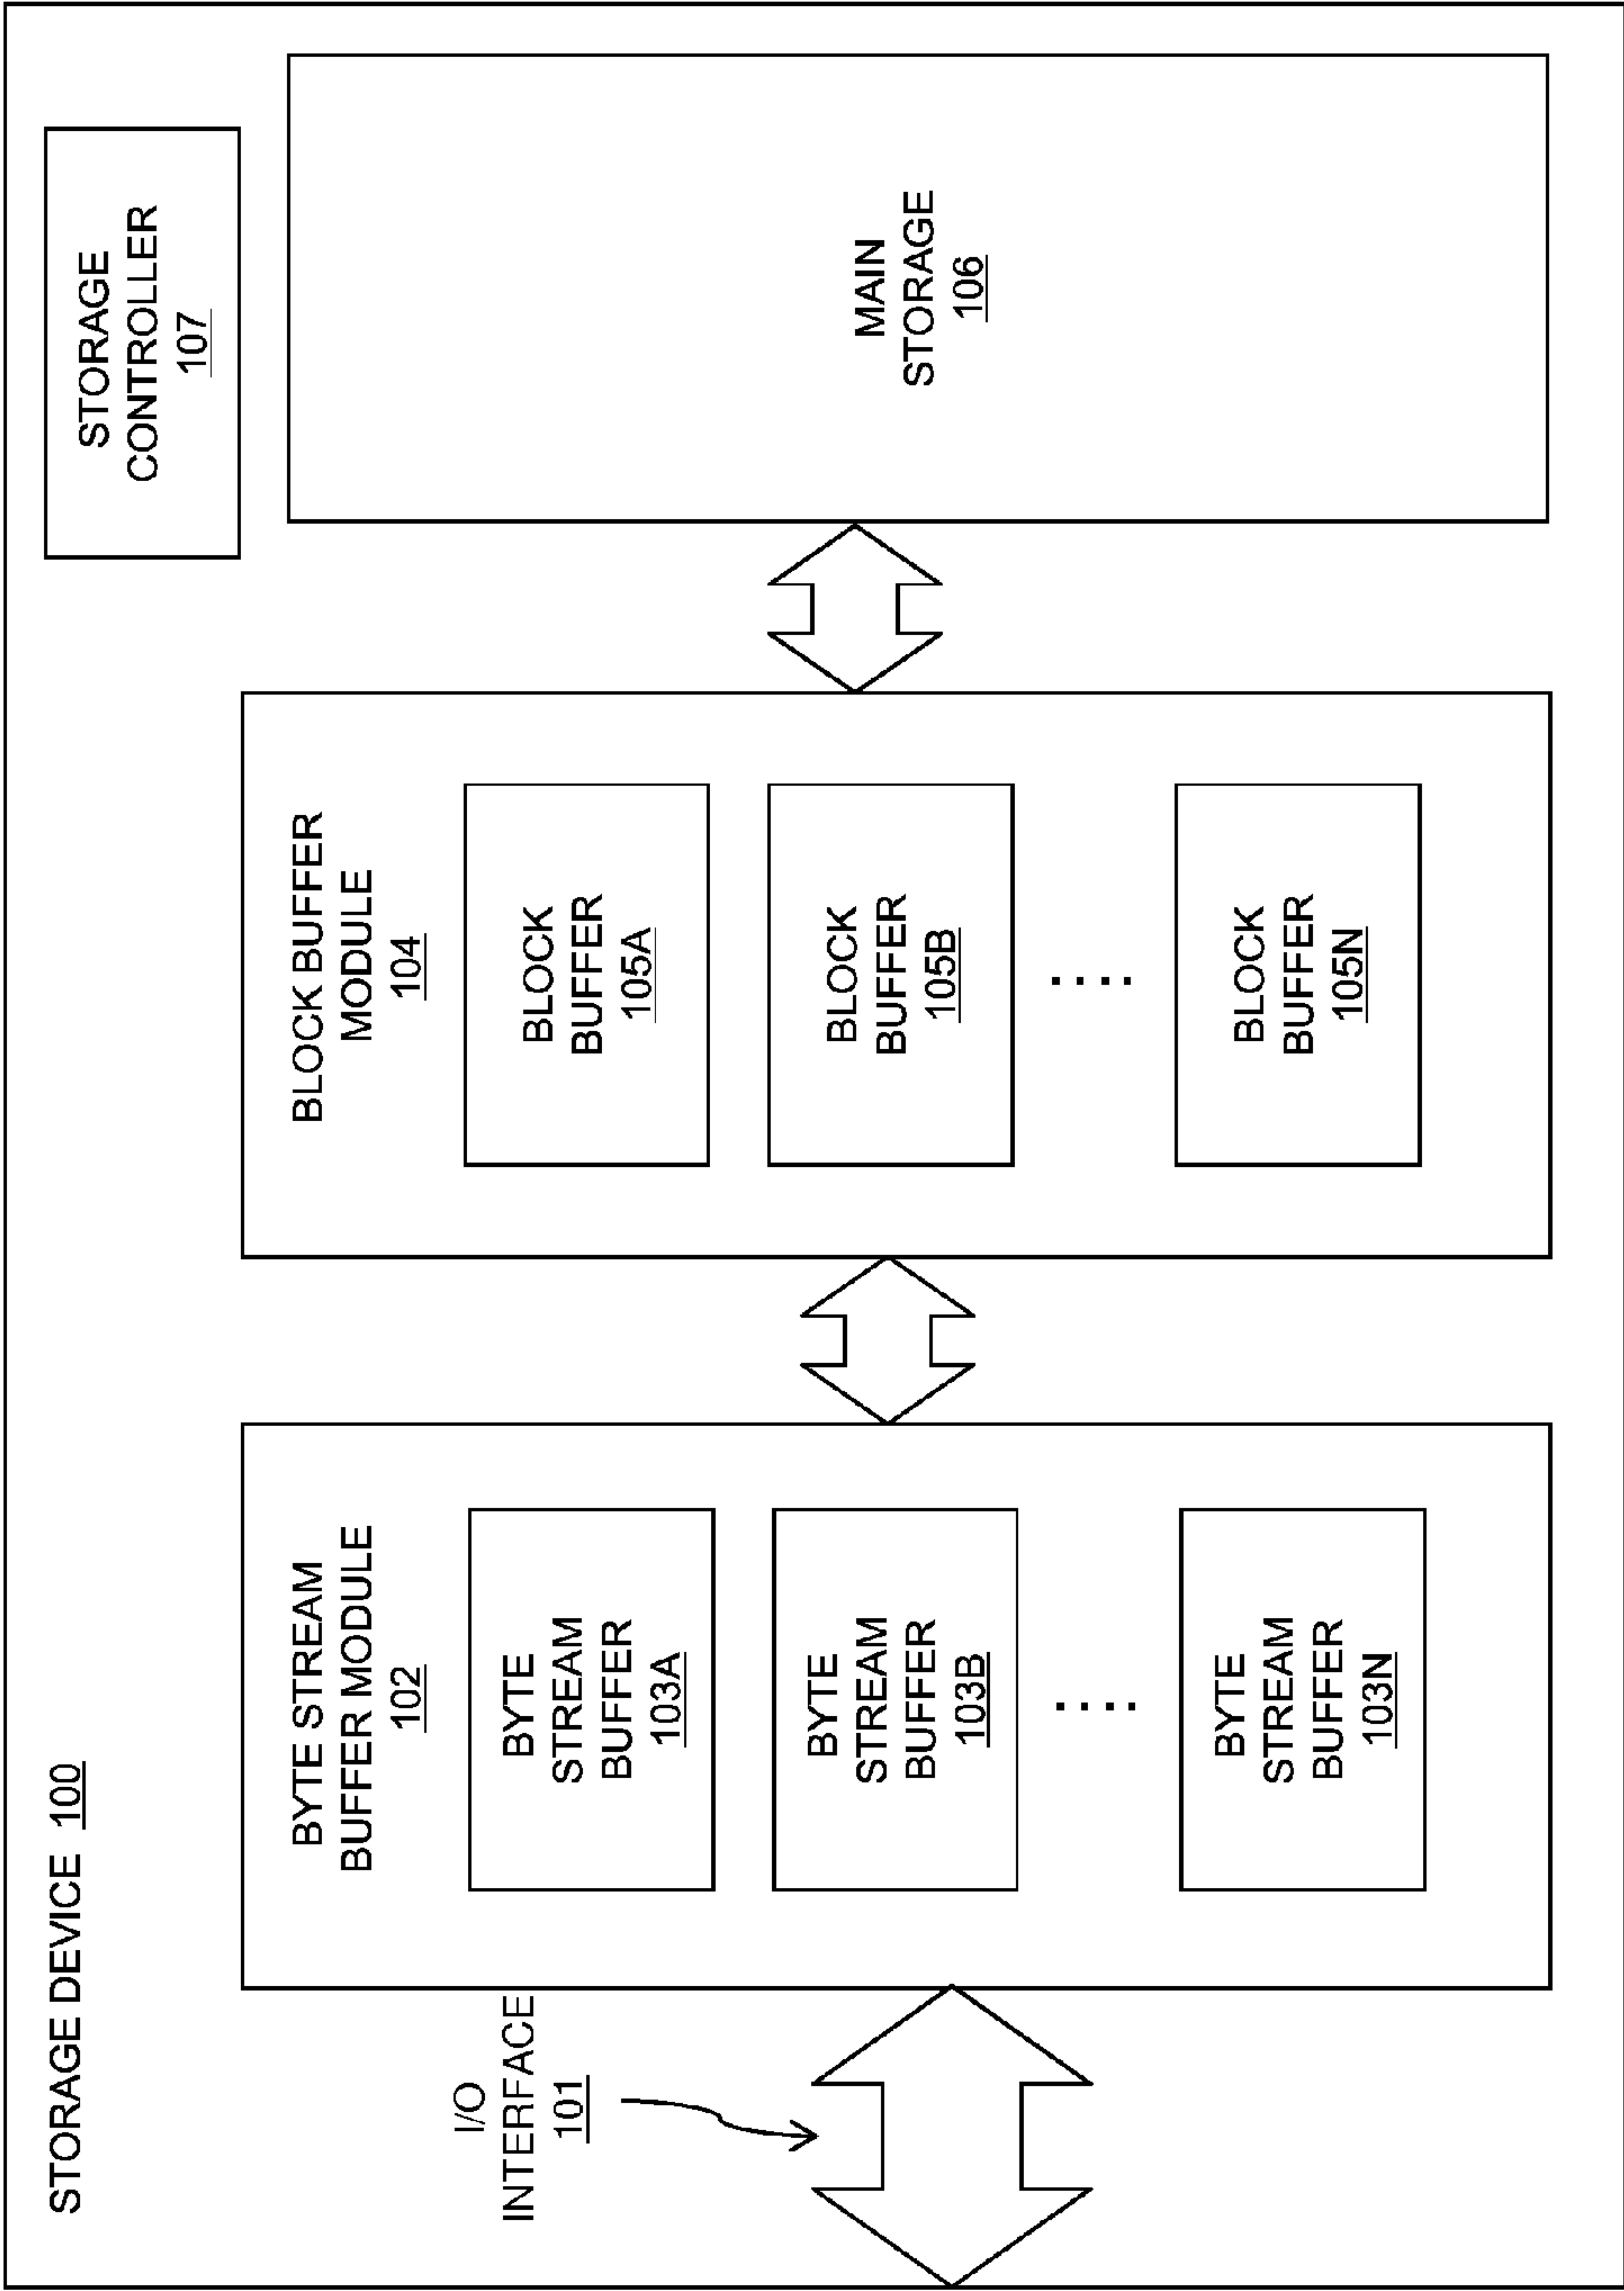 STORAGE DEVICE 100
I/O
INTERFACE
101
BYTE STREAM
BUFFER MODULE
102
BYTE
STREAM
BUFFER
103A
BYTE
STREAM
BUFFER
103B
....
BYTE
STREAM
BUFFER
103N
BLOCK BUFFER
MODULE
104
BLOCK
BUFFER
105A
BLOCK
BUFFER
105B
....
BLOCK
BUFFER
105N
STORAGE
CONTROLLER
107
MAIN
STORAGE
106